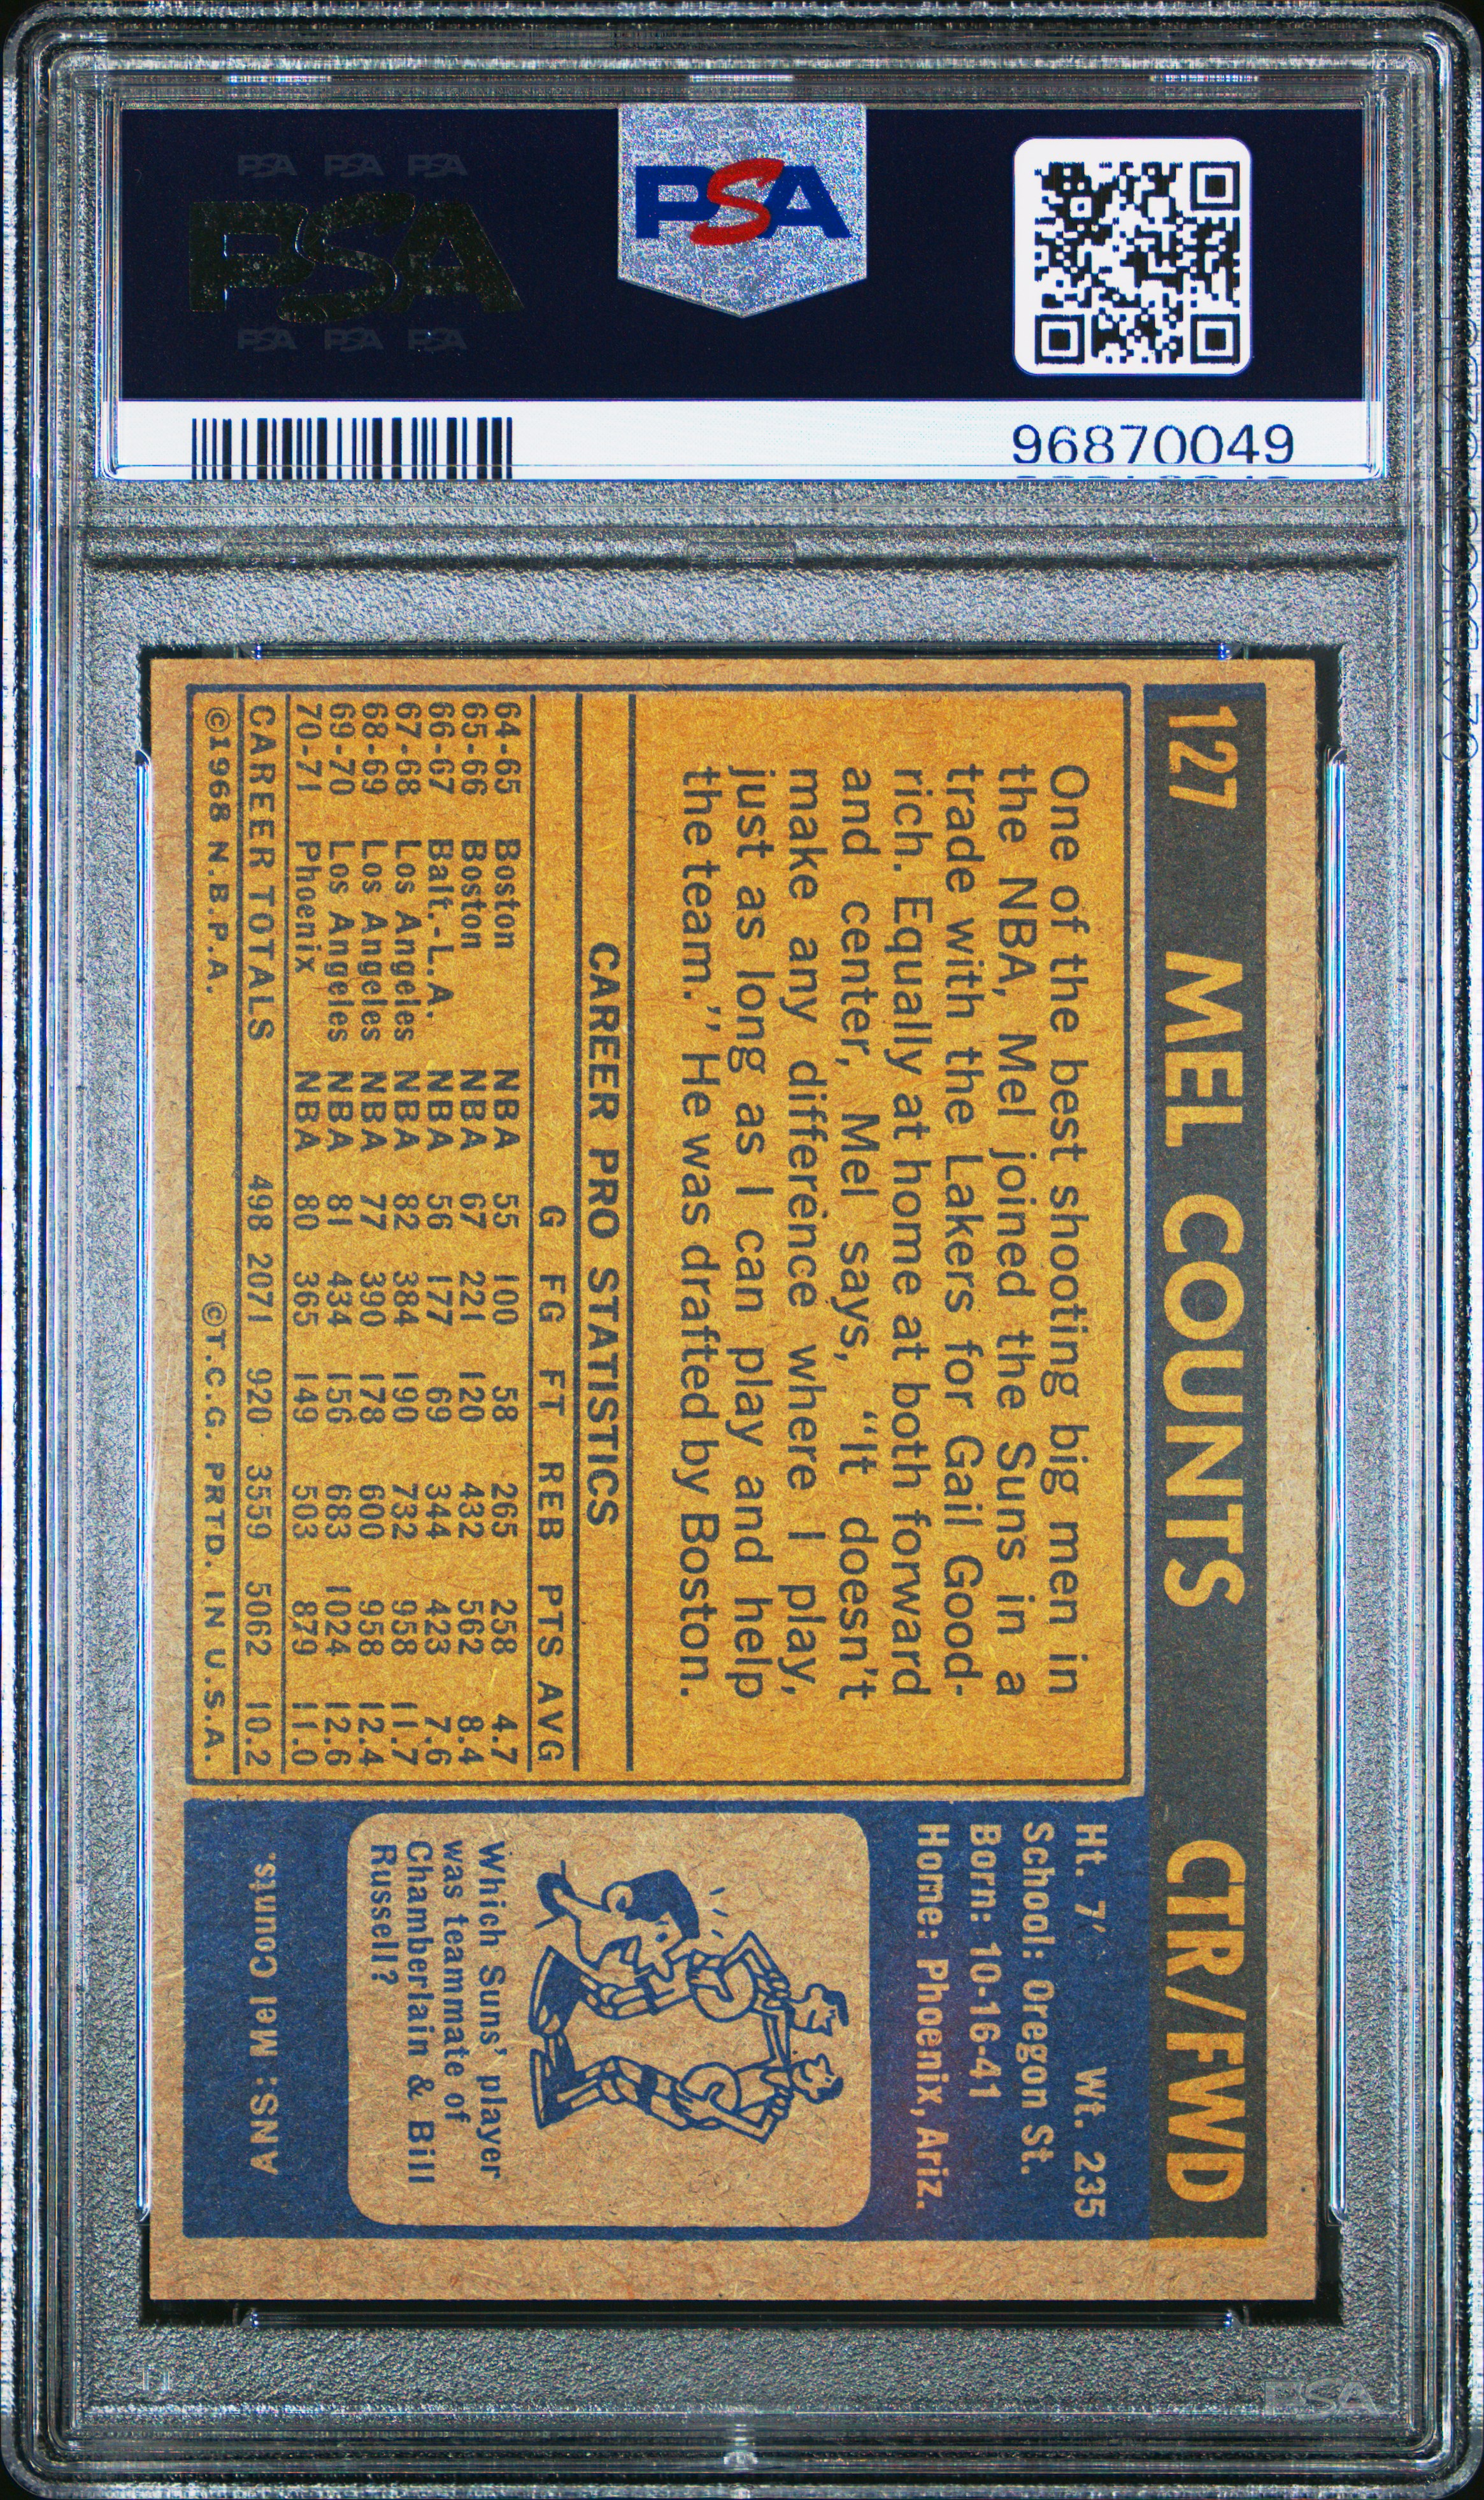 PSA PSA PSA
PSA
PSA PSA PSA
PSA
96870049
127 MEL COUNTS CTR/FWD
One of the best shooting big men in
the NBA, Mel joined the Suns in a
trade with the Lakers for Gail Good-
rich. Equally at home at both forward
and center, Mel says, "It doesn't
make any difference where I play,
just as long as I can play and help
the team." He was drafted by Boston.
CAREER PRO STATISTICS
G FG FT REB PTS AVG
64-65 Boston NBA 55 100 58 265 258 4.7
65-66 Boston NBA 67 221 120 432 562 8.4
66-67 Balt.-L.A. NBA 56 177 69 344 423 7.6
67-68 Los Angeles NBA 82 384 190 732 958 11.7
68-69 Los Angeles NBA 77 390 178 600 958 12.4
69-70 Los Angeles NBA 81 434 156 683 1024 12.6
70-71 Phoenix NBA 80 365 149 503 879 11.0
CAREER TOTALS 498 2071 920 3559 5062 10.2
©1968 N.B.P.A. ©T.C.G. PRTD. IN U.S.A.
Ht. 7' Wt. 235
School: Oregon St.
Born: 10-16-41
Home: Phoenix, Ariz.
Which Suns' player
was teammate of
Chamberlain & Bill
Russell?
ANS: Mel Counts.
PSA